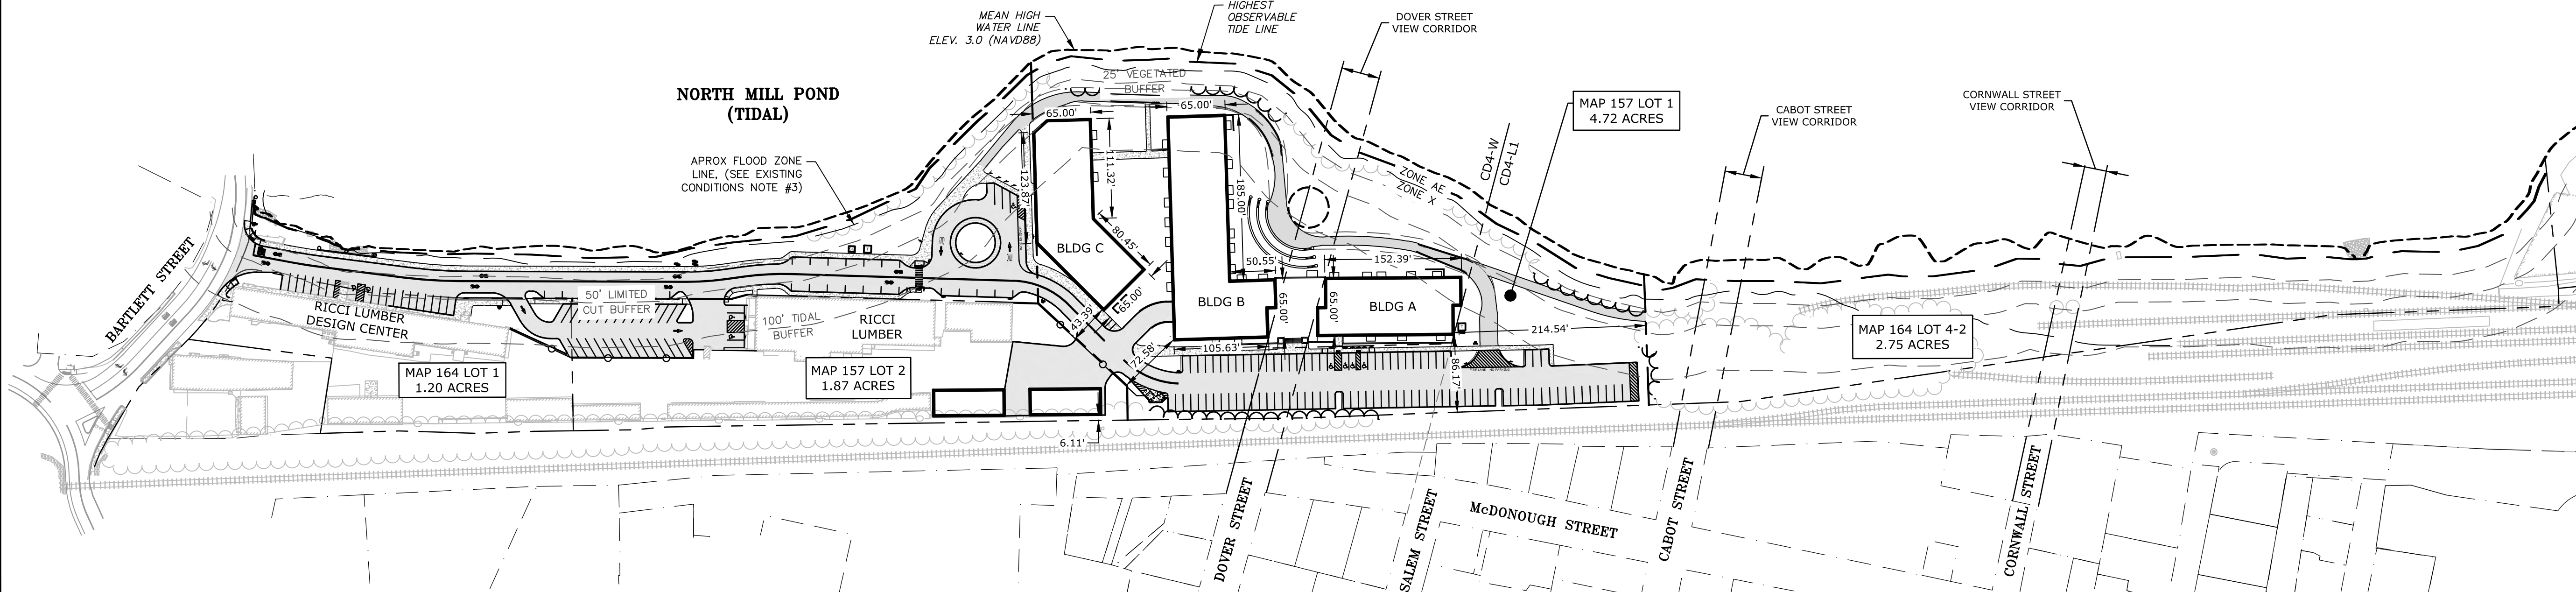 MEAN HIGH
WATER LINE
ELEV. 3.0 (NAVD88)
HIGHEST
OBSERVABLE
TIDE LINE
DOVER STREET
VIEW CORRIDOR
NORTH MILL POND
(TIDAL)
25' VEGETATED
BUFFER
MAP 157 LOT 1
4.72 ACRES
CABOT STREET
VIEW CORRIDOR
CORNWALL STREET
VIEW CORRIDOR
APROX FLOOD ZONE
LINE, (SEE EXISTING
CONDITIONS NOTE #3)
65.00'
65.00'
111.32'
123.87'
185.00'
ZONE AE
ZONE X
CD4-W
CD4-L1
BARTLETT STREET
BLDG C
80.45'
65.00'
43.39'
50.55'
152.39'
BLDG B
65.00'
65.00'
BLDG A
214.54'
50' LIMITED
CUT BUFFER
RICCI LUMBER
DESIGN CENTER
100' TIDAL
BUFFER
RICCI
LUMBER
MAP 164 LOT 4-2
2.75 ACRES
72.58'
105.63'
86.17'
MAP 164 LOT 1
1.20 ACRES
MAP 157 LOT 2
1.87 ACRES
6.11'
DOVER STREET
SALEM STREET
McDONOUGH STREET
CABOT STREET
CORNWALL STREET